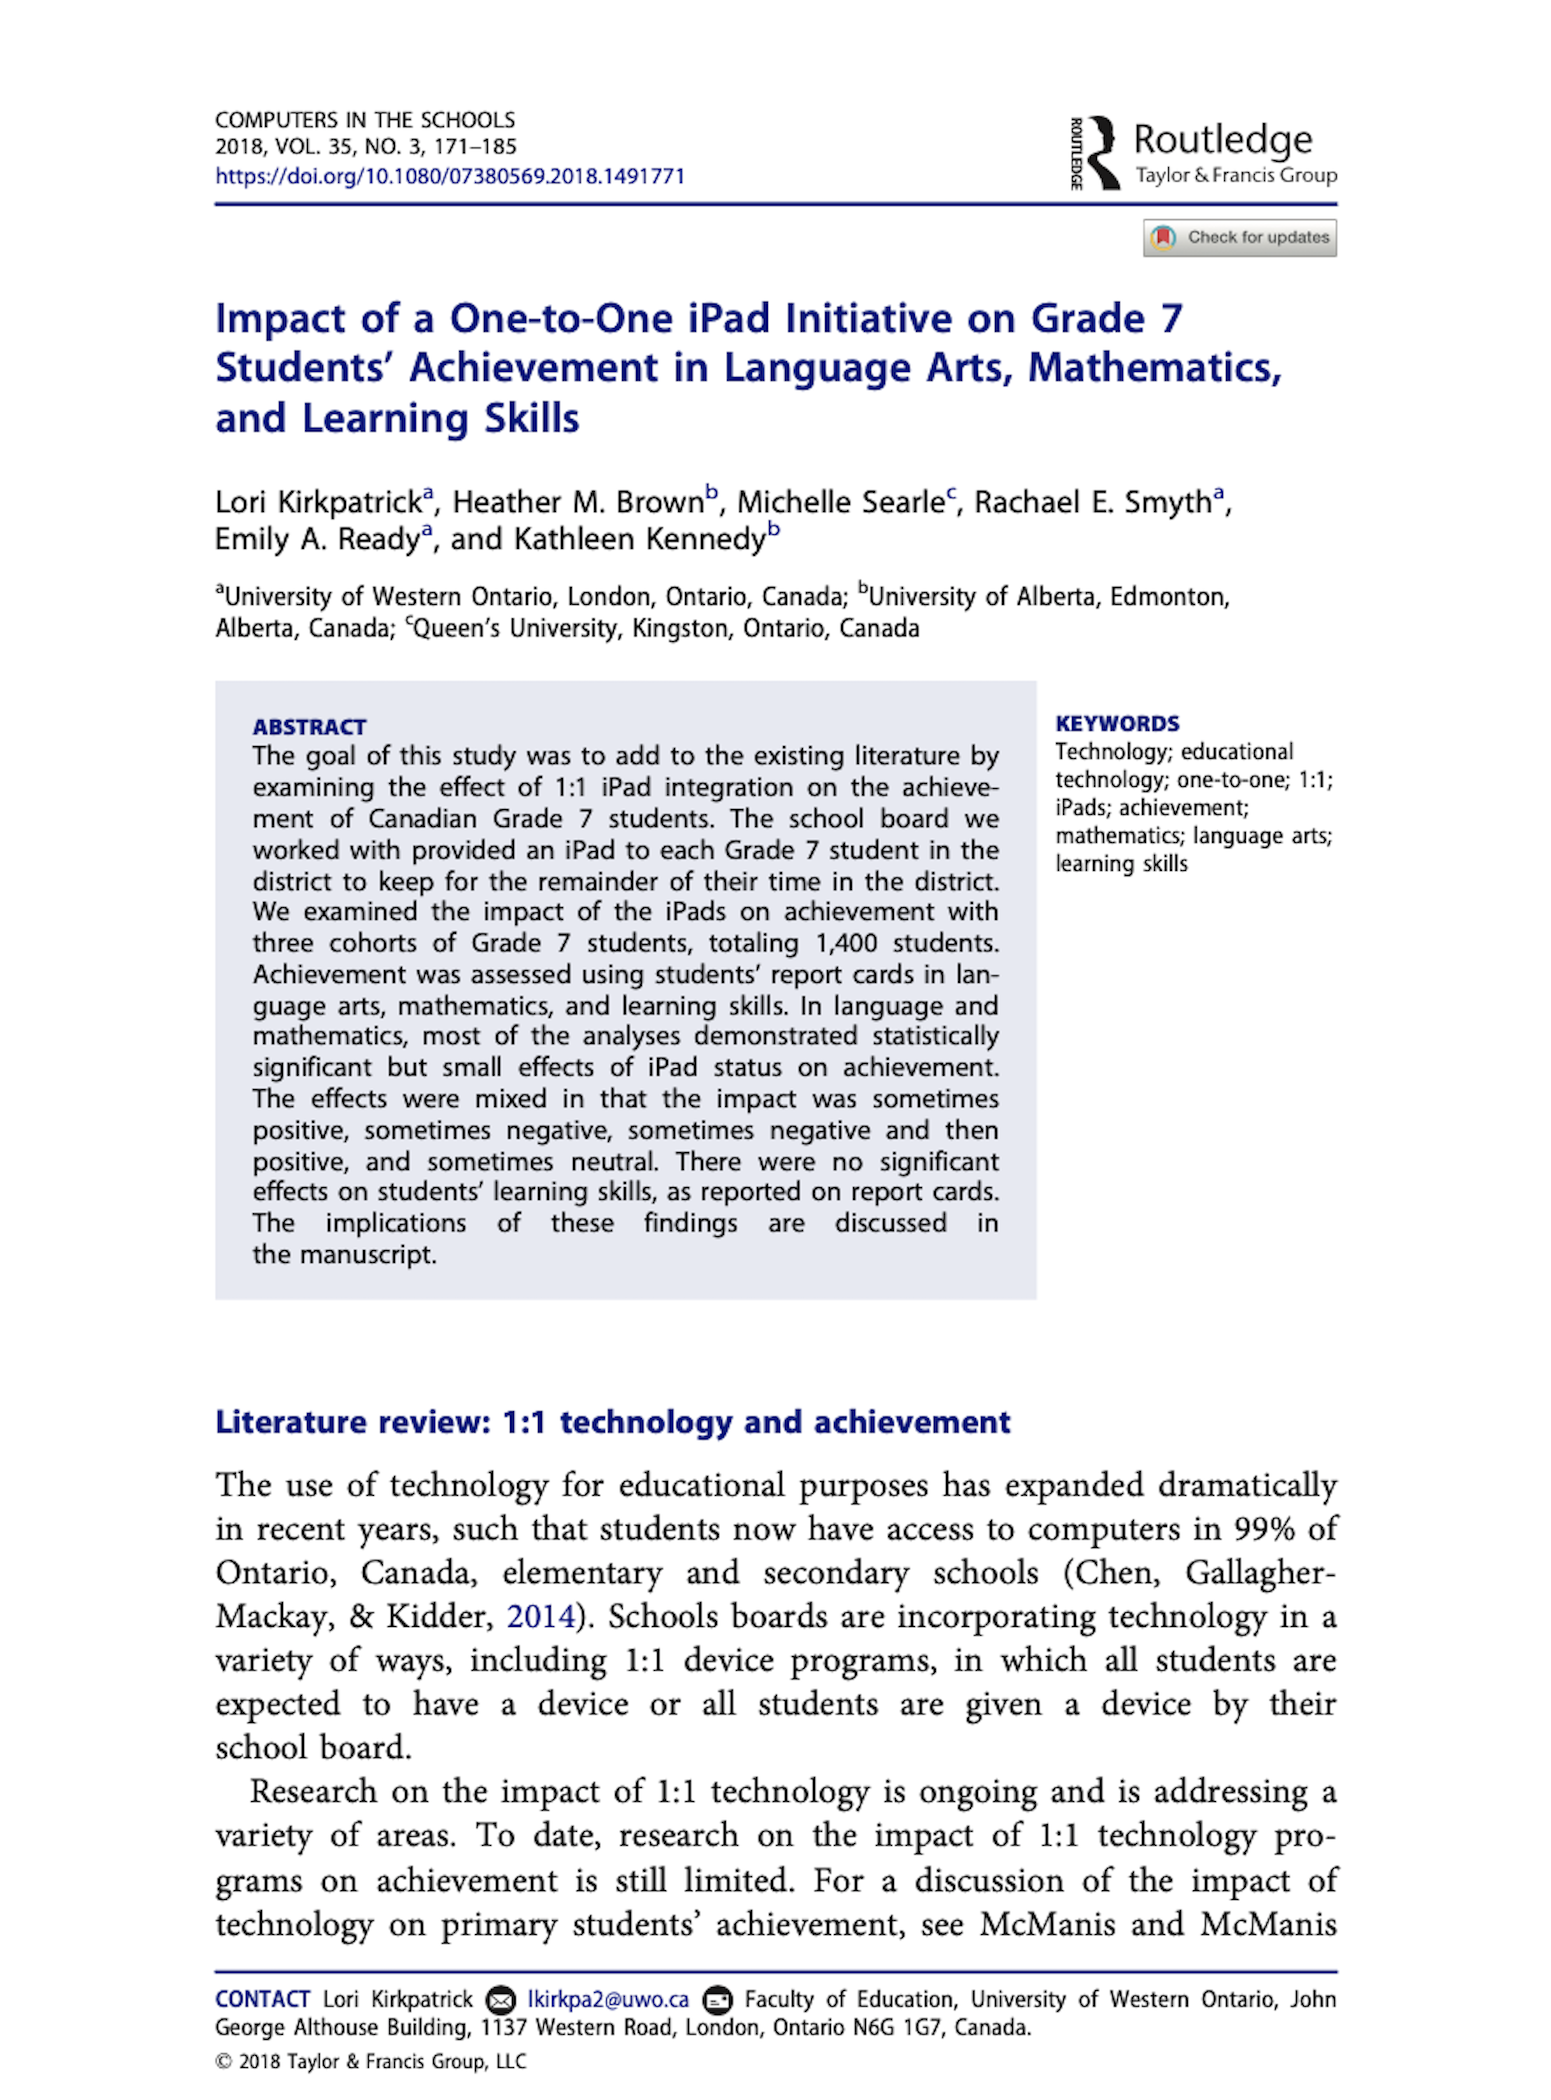 COMPUTERS IN THE SCHOOLS
2018, VOL. 35, NO. 3, 171–185
https://doi.org/10.1080/07380569.2018.1491771
ROUTLEDGE
Routledge
Taylor & Francis Group
Check for updates
Impact of a One-to-One iPad Initiative on Grade 7
Students’ Achievement in Language Arts, Mathematics,
and Learning Skills
Lori Kirkpatrickᵃ, Heather M. Brownᵇ, Michelle Searleᶜ, Rachael E. Smythᵃ,
Emily A. Readyᵃ, and Kathleen Kennedyᵇ
ᵃUniversity of Western Ontario, London, Ontario, Canada; ᵇUniversity of Alberta, Edmonton,
Alberta, Canada; ᶜQueen’s University, Kingston, Ontario, Canada
ABSTRACT
The goal of this study was to add to the existing literature by
examining the effect of 1:1 iPad integration on the achieve-
ment of Canadian Grade 7 students. The school board we
worked with provided an iPad to each Grade 7 student in the
district to keep for the remainder of their time in the district.
We examined the impact of the iPads on achievement with
three cohorts of Grade 7 students, totaling 1,400 students.
Achievement was assessed using students’ report cards in lan-
guage arts, mathematics, and learning skills. In language and
mathematics, most of the analyses demonstrated statistically
significant but small effects of iPad status on achievement.
The effects were mixed in that the impact was sometimes
positive, sometimes negative, sometimes negative and then
positive, and sometimes neutral. There were no significant
effects on students’ learning skills, as reported on report cards.
The implications of these findings are discussed in
the manuscript.
KEYWORDS
Technology; educational
technology; one-to-one; 1:1;
iPads; achievement;
mathematics; language arts;
learning skills
Literature review: 1:1 technology and achievement
The use of technology for educational purposes has expanded dramatically
in recent years, such that students now have access to computers in 99% of
Ontario, Canada, elementary and secondary schools (Chen, Gallagher-
Mackay, & Kidder, 2014). Schools boards are incorporating technology in a
variety of ways, including 1:1 device programs, in which all students are
expected to have a device or all students are given a device by their
school board.
Research on the impact of 1:1 technology is ongoing and is addressing a
variety of areas. To date, research on the impact of 1:1 technology pro-
grams on achievement is still limited. For a discussion of the impact of
technology on primary students’ achievement, see McManis and McManis
CONTACT Lori Kirkpatrick lkirkpa2@uwo.ca Faculty of Education, University of Western Ontario, John
George Althouse Building, 1137 Western Road, London, Ontario N6G 1G7, Canada.
© 2018 Taylor & Francis Group, LLC